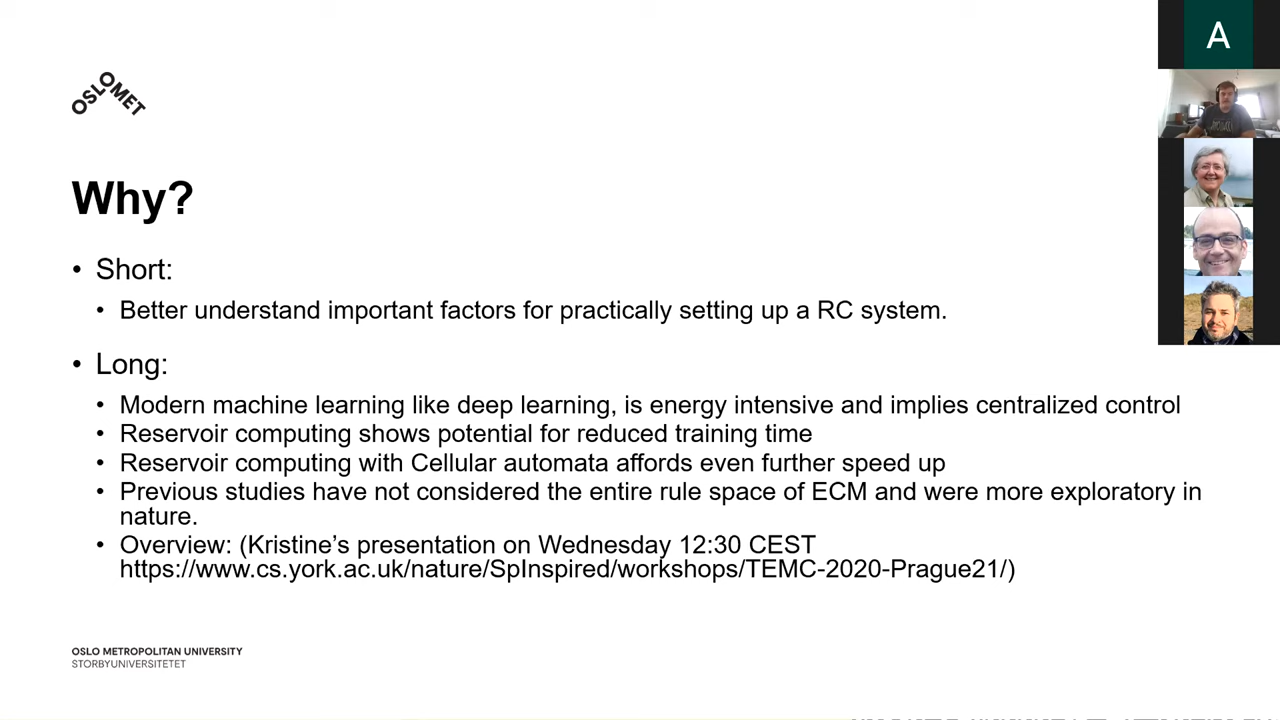 OSLOMET
A
Why?
• Short:
• Better understand important factors for practically setting up a RC system.
• Long:
• Modern machine learning like deep learning, is energy intensive and implies centralized control
• Reservoir computing shows potential for reduced training time
• Reservoir computing with Cellular automata affords even further speed up
• Previous studies have not considered the entire rule space of ECM and were more exploratory in
nature.
• Overview: (Kristine’s presentation on Wednesday 12:30 CEST
https://www.cs.york.ac.uk/nature/SpInspired/workshops/TEMC-2020-Prague21/)
OSLO METROPOLITAN UNIVERSITY
STORBYUNIVERSITETET